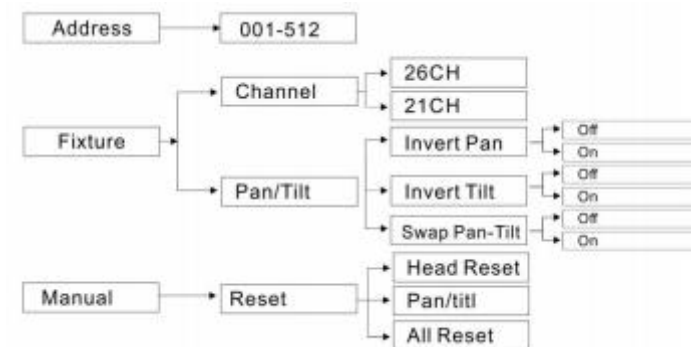 Address
001-512
Fixture
Channel
26CH
21CH
Pan/Tilt
Invert Pan
Off
On
Invert Tilt
Off
On
Swap Pan-Tilt
Off
On
Manual
Reset
Head Reset
Pan/titl
All Reset